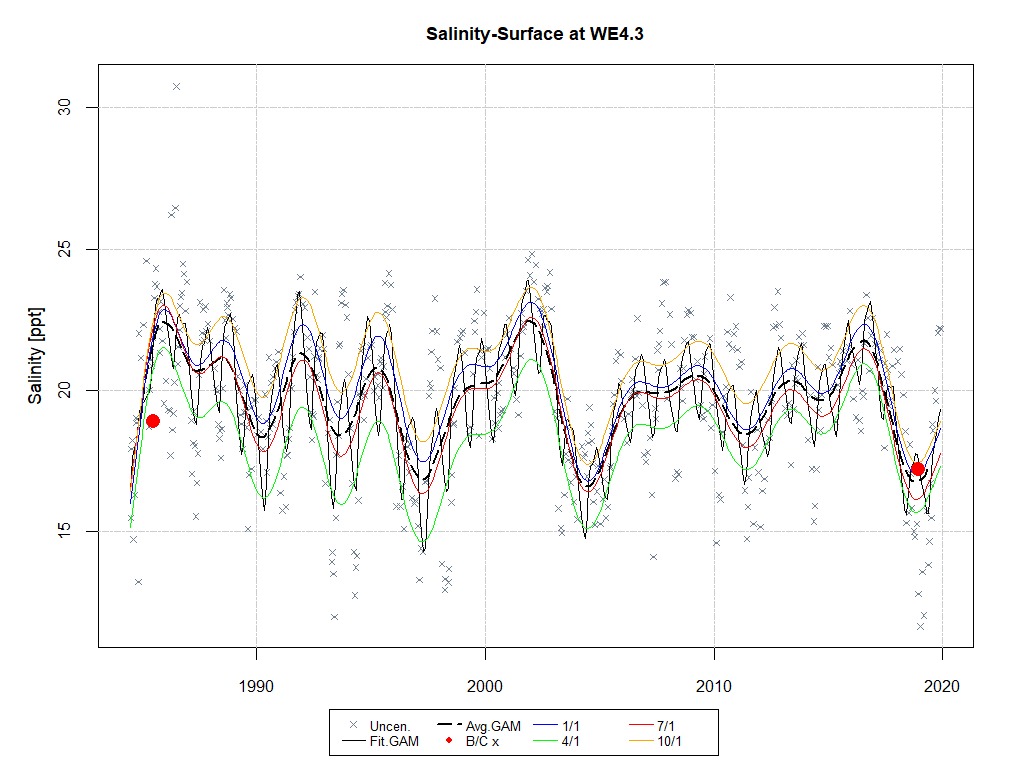 Salinity-Surface at WE4.3
Salinity [ppt]
30
25
20
15
1990 2000 2010 2020
Uncen. Avg.GAM 1/1 7/1
Fit.GAM B/C x 4/1 10/1